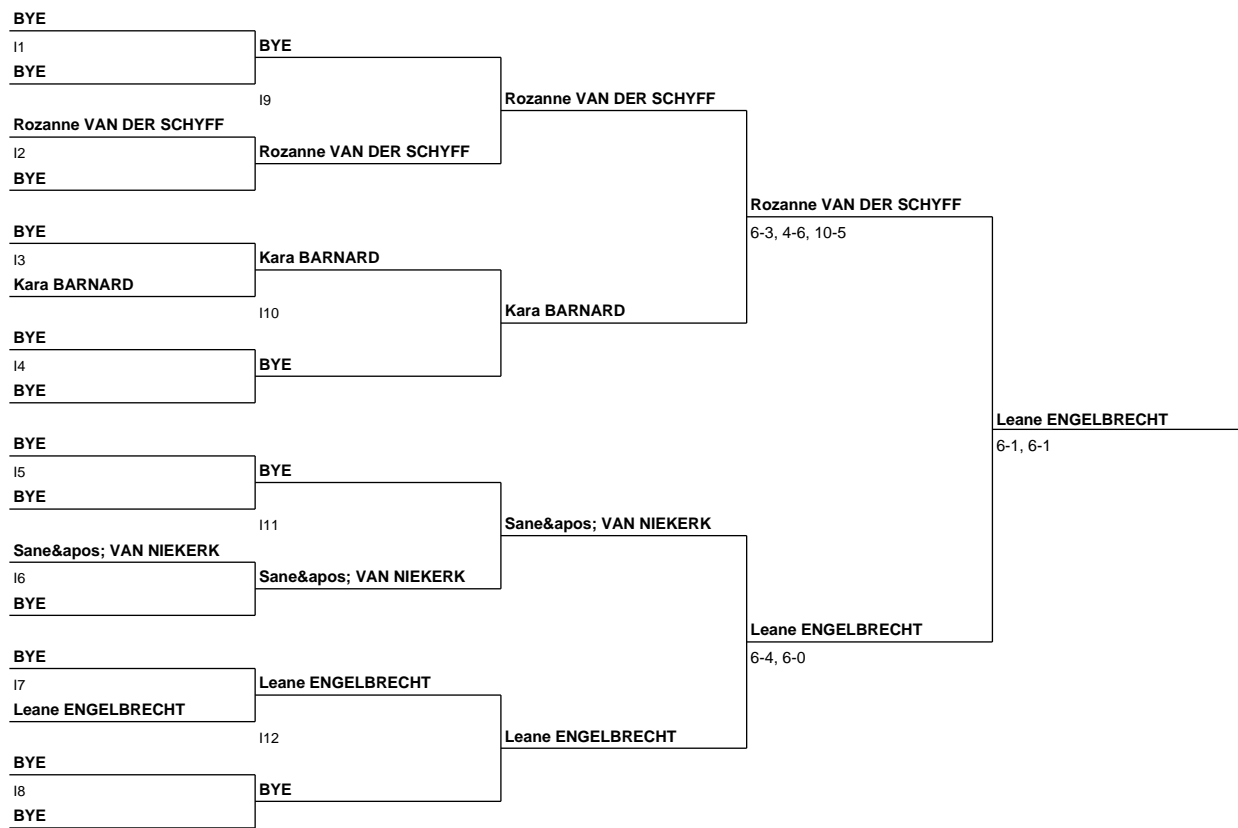 BYE
I1
BYE
BYE
I9
Rozanne VAN DER SCHYFF
Rozanne VAN DER SCHYFF
I2
Rozanne VAN DER SCHYFF
BYE
Rozanne VAN DER SCHYFF
6-3, 4-6, 10-5
BYE
I3
Kara BARNARD
Kara BARNARD
I10
Kara BARNARD
BYE
I4
BYE
BYE
Leane ENGELBRECHT
6-1, 6-1
BYE
I5
BYE
BYE
I11
Sane&apos; VAN NIEKERK
Sane&apos; VAN NIEKERK
I6
Sane&apos; VAN NIEKERK
BYE
Leane ENGELBRECHT
6-4, 6-0
BYE
I7
Leane ENGELBRECHT
Leane ENGELBRECHT
I12
Leane ENGELBRECHT
BYE
I8
BYE
BYE